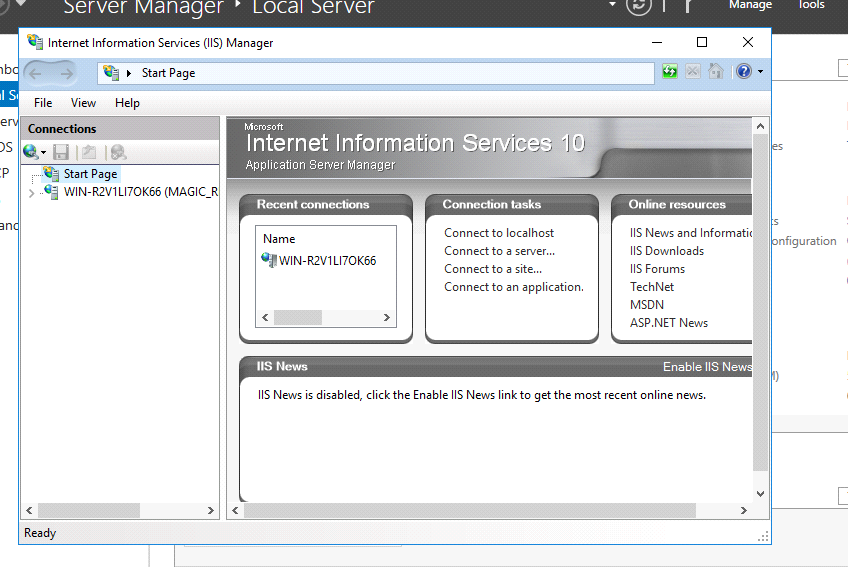 Server Manager ‣ Local Server
Manage
Tools
Internet Information Services (IIS) Manager
Start Page
File View Help
Connections
Start Page
WIN-R2V1LI7OK66 (MAGIC_R
Microsoft
Internet Information Services 10
Application Server Manager
Recent connections
Name
WIN-R2V1LI7OK66
Connection tasks
Connect to localhost
Connect to a server...
Connect to a site...
Connect to an application.
Online resources
IIS News and Informatio
IIS Downloads
IIS Forums
TechNet
MSDN
ASP.NET News
IIS News
Enable IIS News
IIS News is disabled, click the Enable IIS News link to get the most recent online news.
onfiguration
Ready